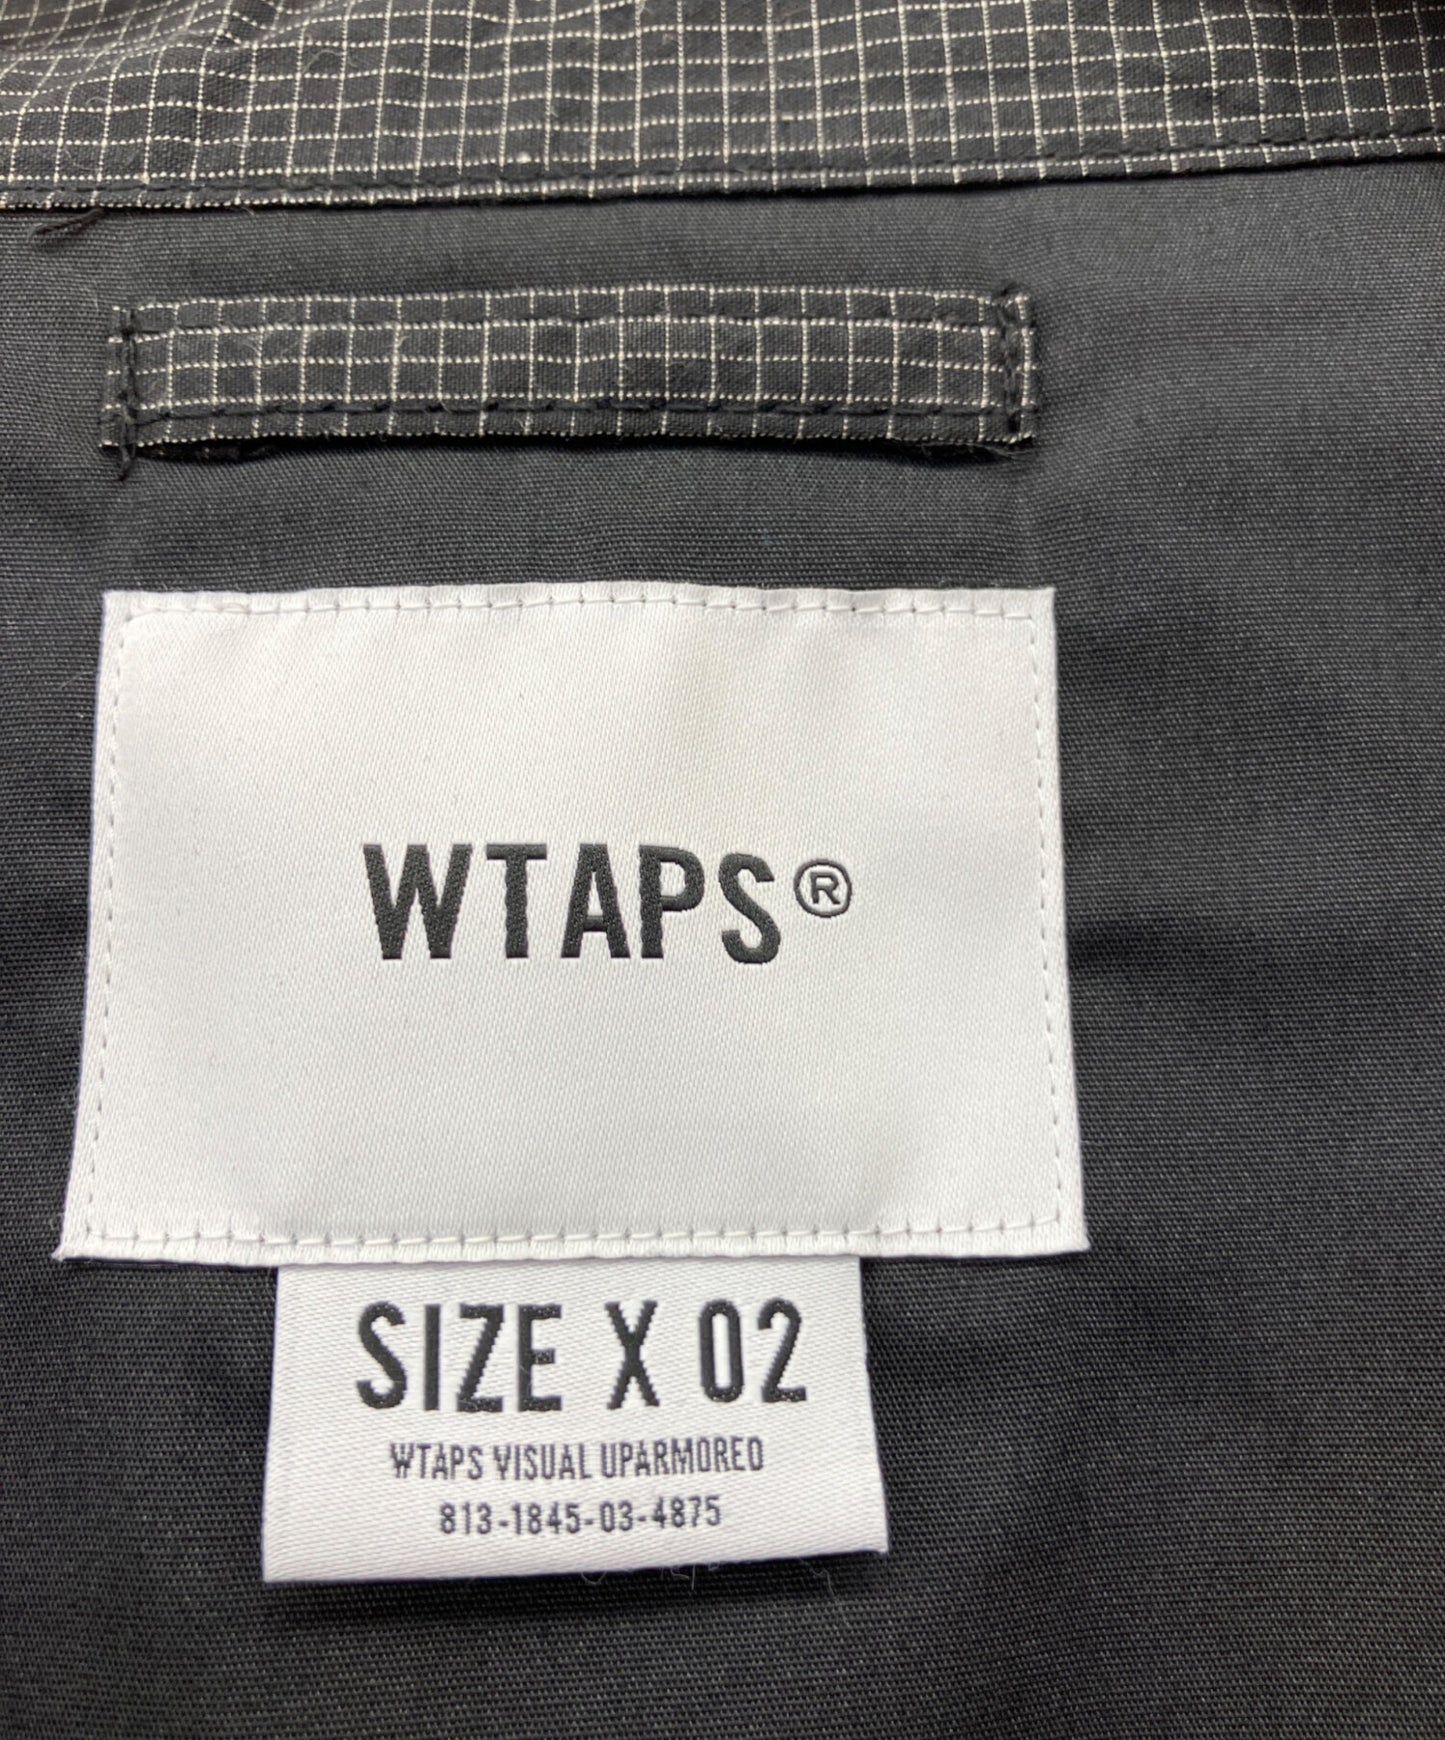 WTAPS®
SIZE X 02
WTAPS VISUAL UPARMORED
813-1845-03-4875